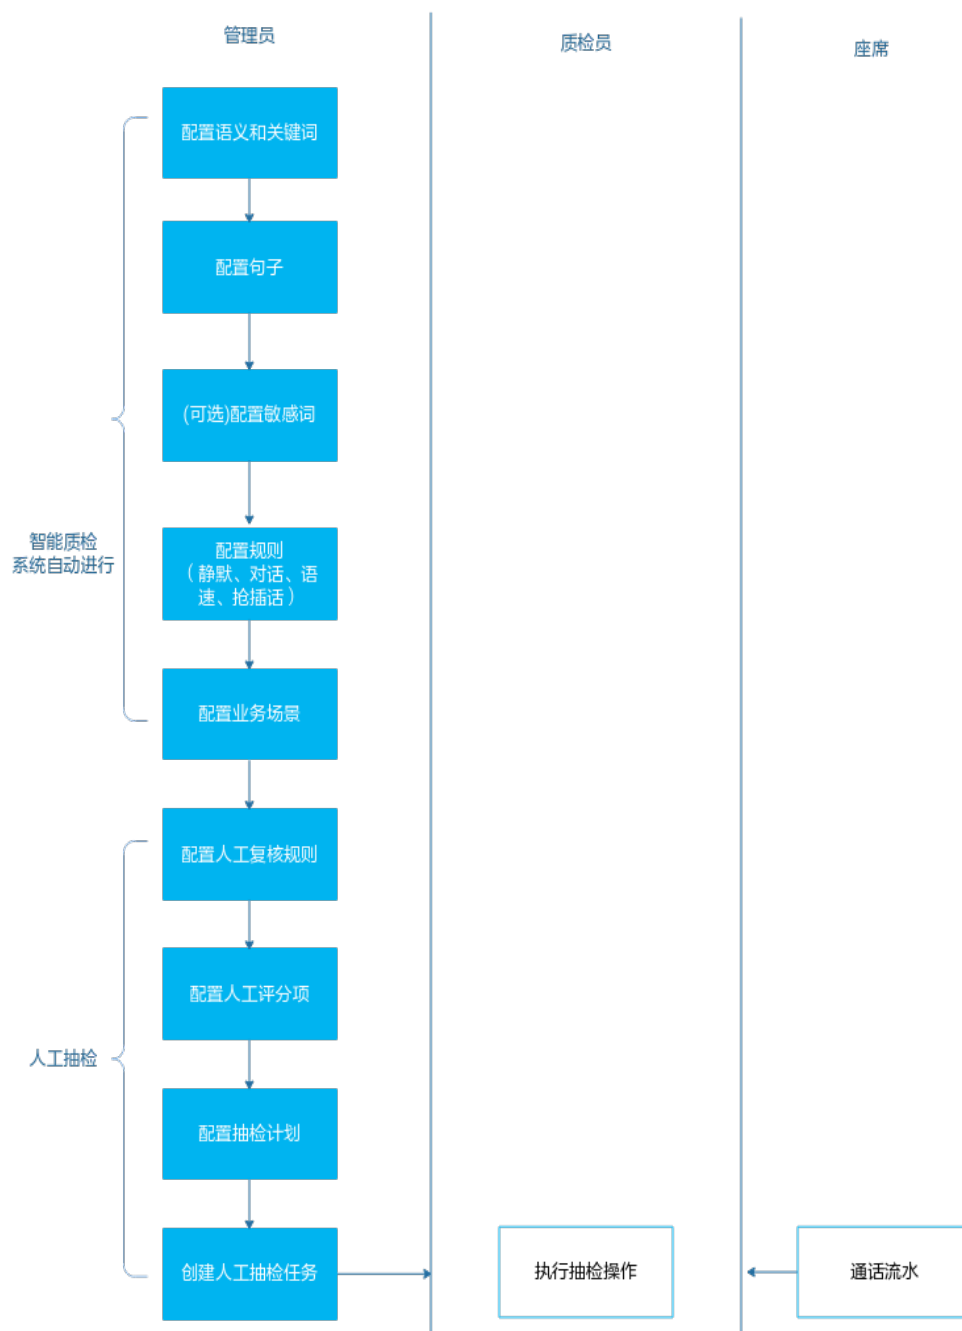 管理员
质检员
座席
配置语义和关键词
配置句子
(可选)配置敏感词
智能质检
系统自动进行
配置规则
（静默、对话、语
速、抢插话）
配置业务场景
配置人工复核规则
配置人工评分项
人工抽检
配置抽检计划
创建人工抽检任务
执行抽检操作
通话流水